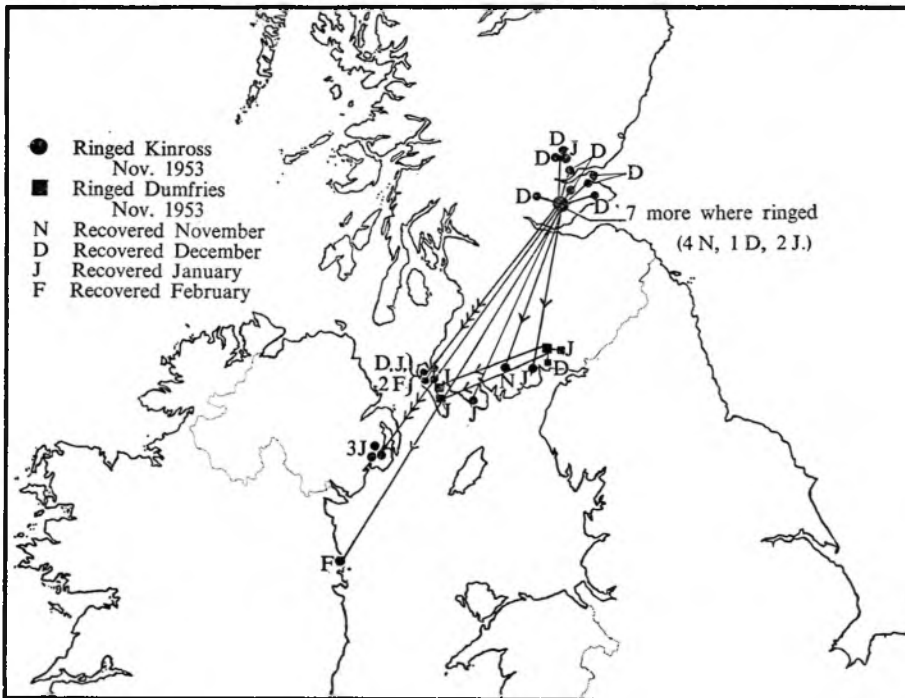 ● Ringed Kinross
Nov. 1953
■ Ringed Dumfries
Nov. 1953
N Recovered November
D Recovered December
J Recovered January
F Recovered February
D
J
D
D
D
D
D
7 more where ringed
(4 N, 1 D, 2 J.)
D.J.
2 F
J
J
D
N
J
J
J
3J
F